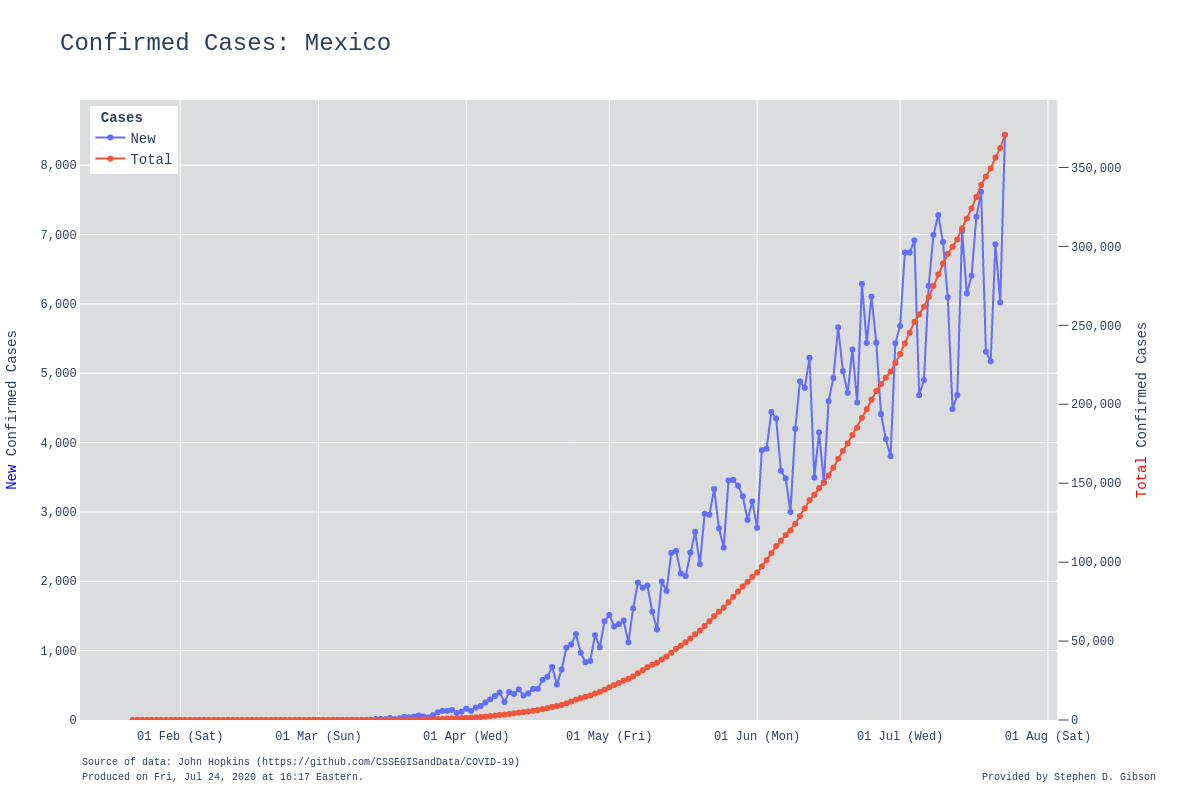 Confirmed Cases: Mexico
Cases
New
Total
8,000
7,000
6,000
5,000
4,000
3,000
2,000
1,000
0
New Confirmed Cases
350,000
300,000
250,000
200,000
150,000
100,000
50,000
0
Total Confirmed Cases
01 Feb (Sat)
01 Mar (Sun)
01 Apr (Wed)
01 May (Fri)
01 Jun (Mon)
01 Jul (Wed)
01 Aug (Sat)
Source of data: John Hopkins (https://github.com/CSSEGISandData/COVID-19)
Produced on Fri, Jul 24, 2020 at 16:17 Eastern.
Provided by Stephen D. Gibson